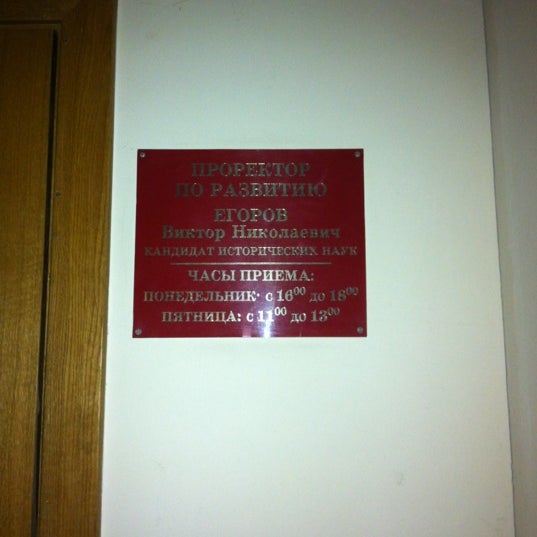 ПРОРЕКТОР
ПО РАЗВИТИЮ
ЕГОРОВ
Виктор Николаевич
КАНДИДАТ ИСТОРИЧЕСКИХ НАУК
ЧАСЫ ПРИЕМА:
ПОНЕДЕЛЬНИК: с 16⁰⁰ до 18⁰⁰
ПЯТНИЦА: с 11⁰⁰ до 13⁰⁰